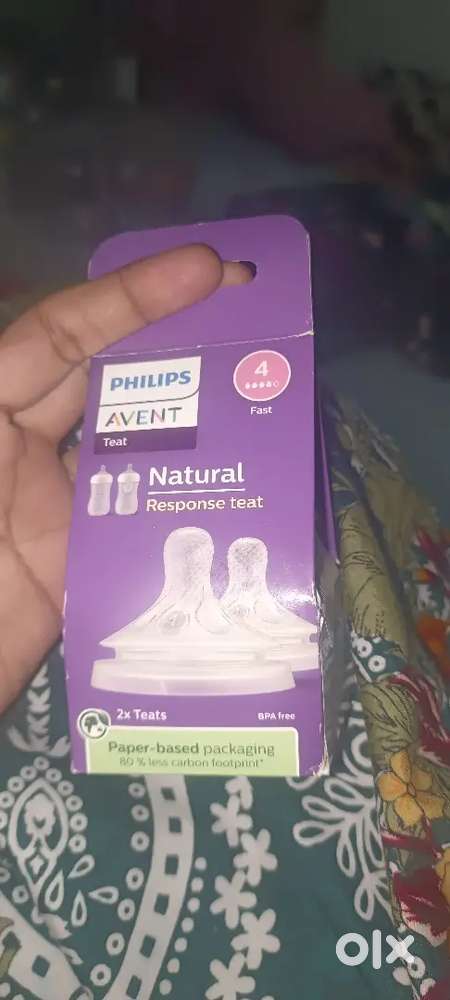 PHILIPS
AVENT
Teat
4
Fast
Natural
Response teat
2x Teats
BPA free
Paper-based packaging
80 % less carbon footprint*
olx